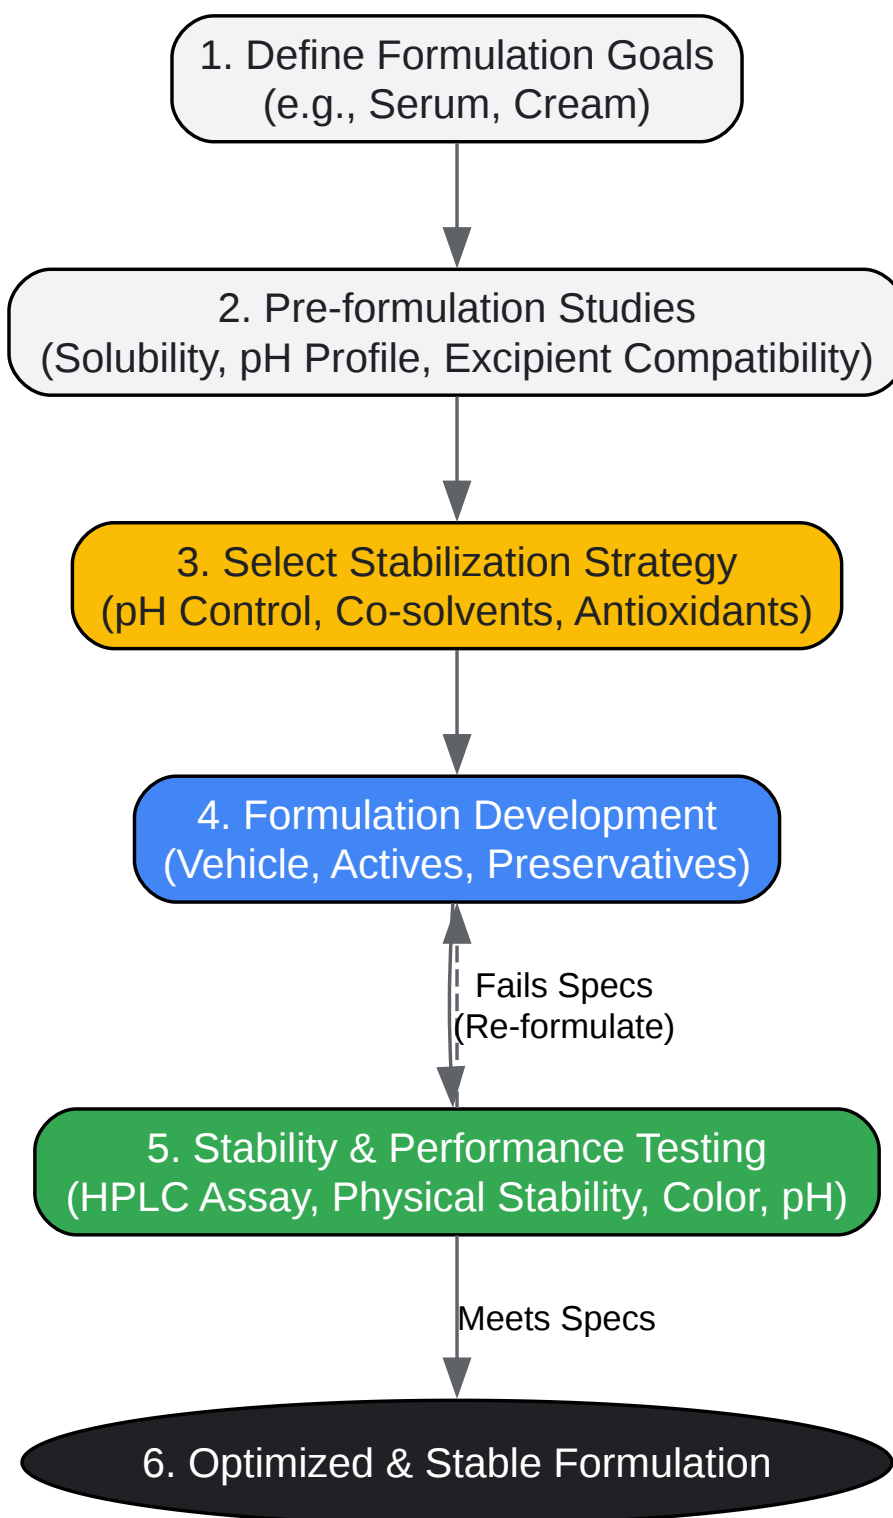 1. Define Formulation Goals
(e.g., Serum, Cream)
2. Pre-formulation Studies
(Solubility, pH Profile, Excipient Compatibility)
3. Select Stabilization Strategy
(pH Control, Co-solvents, Antioxidants)
4. Formulation Development
(Vehicle, Actives, Preservatives)
Fails Specs
(Re-formulate)
5. Stability & Performance Testing
(HPLC Assay, Physical Stability, Color, pH)
Meets Specs
6. Optimized & Stable Formulation